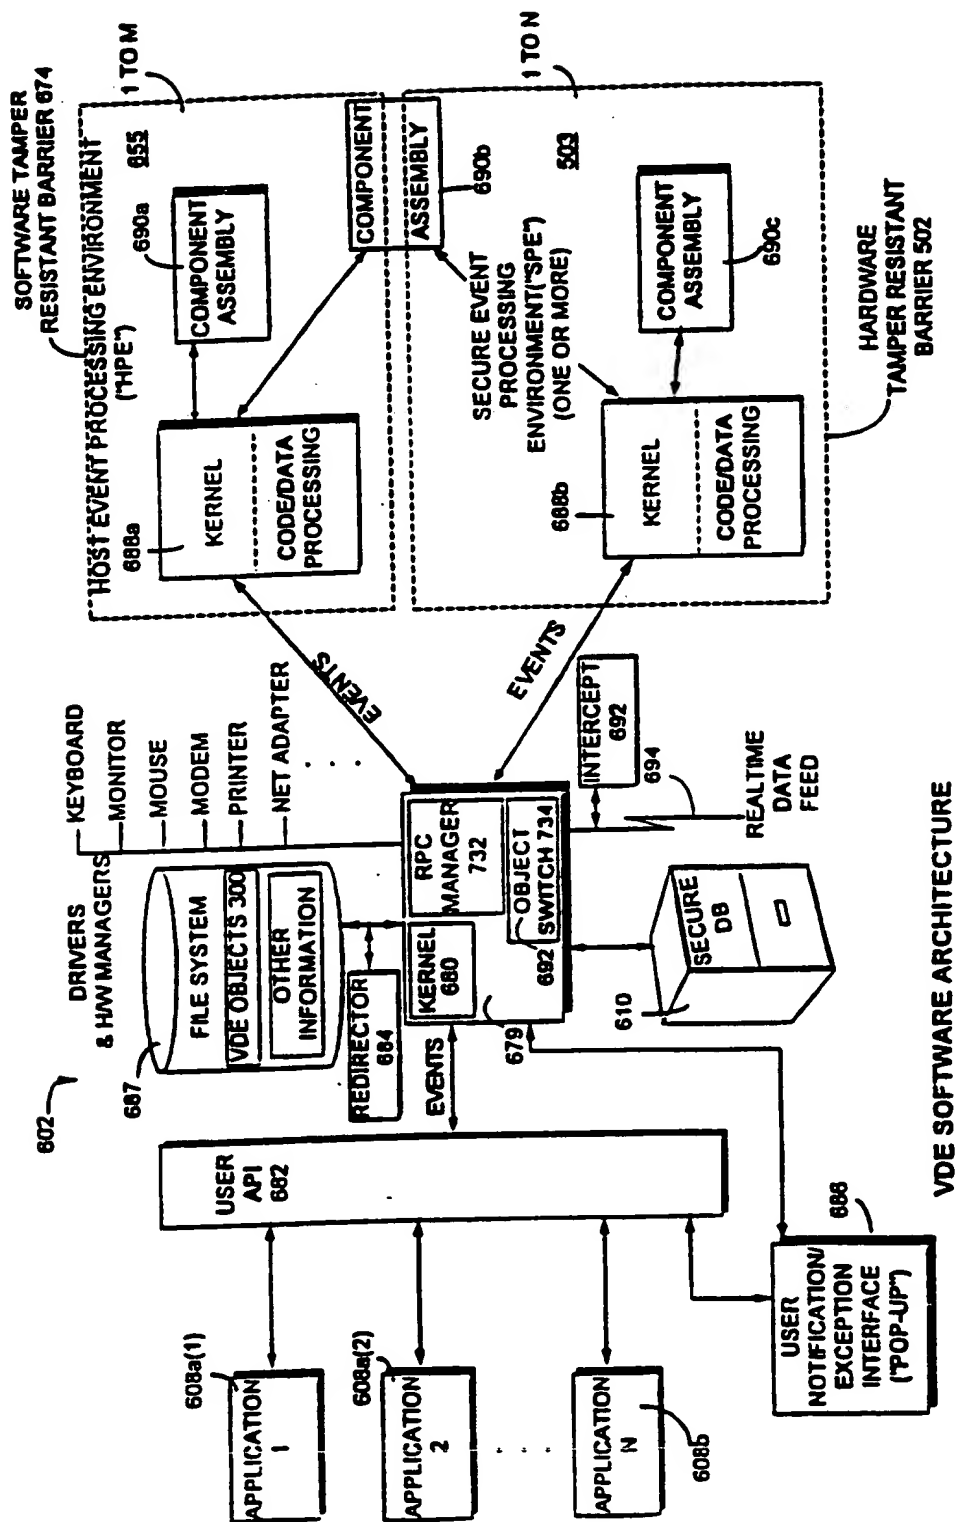 SOFTWARE TAMPER
RESISTANT BARRIER 674
HOST EVENT PROCESSING ENVIRONMENT
("HPE")
655
1 TO M
690a
COMPONENT
ASSEMBLY
688a
KERNEL
CODE/DATA
PROCESSING
COMPONENT
ASSEMBLY
690b
1 TO N
503
SECURE EVENT
PROCESSING
ENVIRONMENT("SPE")
(ONE OR MORE)
688b
KERNEL
CODE/DATA
PROCESSING
COMPONENT
ASSEMBLY
690c
HARDWARE
TAMPER RESISTANT
BARRIER 502
EVENTS
EVENTS
602
DRIVERS
& H/W MANAGERS
KEYBOARD
MONITOR
MOUSE
MODEM
PRINTER
NET ADAPTER
687
FILE SYSTEM
VDE OBJECTS 300
OTHER
INFORMATION
REDIRECTOR
684
KERNEL
680
RPC
MANAGER
732
692
OBJECT
SWITCH 734
679
INTERCEPT
692
694
REALTIME
DATA
FEED
610
SECURE
DB
EVENTS
USER
API
682
608a(1)
APPLICATION
1
608a(2)
APPLICATION
2
APPLICATION
N
608b
686
USER
NOTIFICATION/
EXCEPTION
INTERFACE
("POP-UP")
VDE SOFTWARE ARCHITECTURE